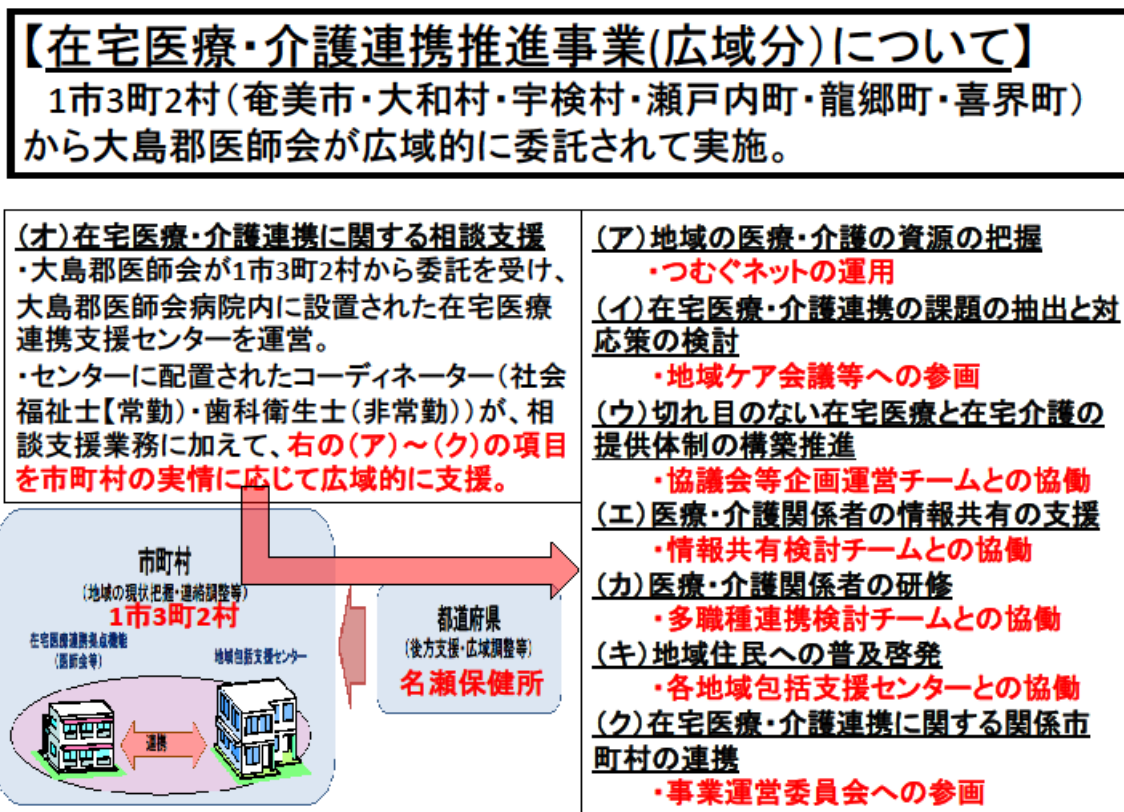 【在宅医療・介護連携推進事業(広域分)について】
1市3町2村(奄美市・大和村・宇検村・瀬戸内町・龍郷町・喜界町)
から大島郡医師会が広域的に委託されて実施。
(オ)在宅医療・介護連携に関する相談支援
・大島郡医師会が1市3町2村から委託を受け、
大島郡医師会病院内に設置された在宅医療
連携支援センターを運営。
・センターに配置されたコーディネーター(社会
福祉士【常勤)・歯科衛生士(非常勤))が、相
談支援業務に加えて、右の(ア)～(ク)の項目
を市町村の実情に応じて広域的に支援。
市町村
(地域の現状把握・連絡調整等)
1市3町2村
在宅医療連携拠点機能
(医師会等)
地域包括支援センター
連携
都道府県
(後方支援・広域調整等)
名瀬保健所
(ア)地域の医療・介護の資源の把握
・つむぐネットの運用
(イ)在宅医療・介護連携の課題の抽出と対
応策の検討
・地域ケア会議等への参画
(ウ)切れ目のない在宅医療と在宅介護の
提供体制の構築推進
・協議会等企画運営チームとの協働
(エ)医療・介護関係者の情報共有の支援
・情報共有検討チームとの協働
(カ)医療・介護関係者の研修
・多職種連携検討チームとの協働
(キ)地域住民への普及啓発
・各地域包括支援センターとの協働
(ク)在宅医療・介護連携に関する関係市
町村の連携
・事業運営委員会への参画